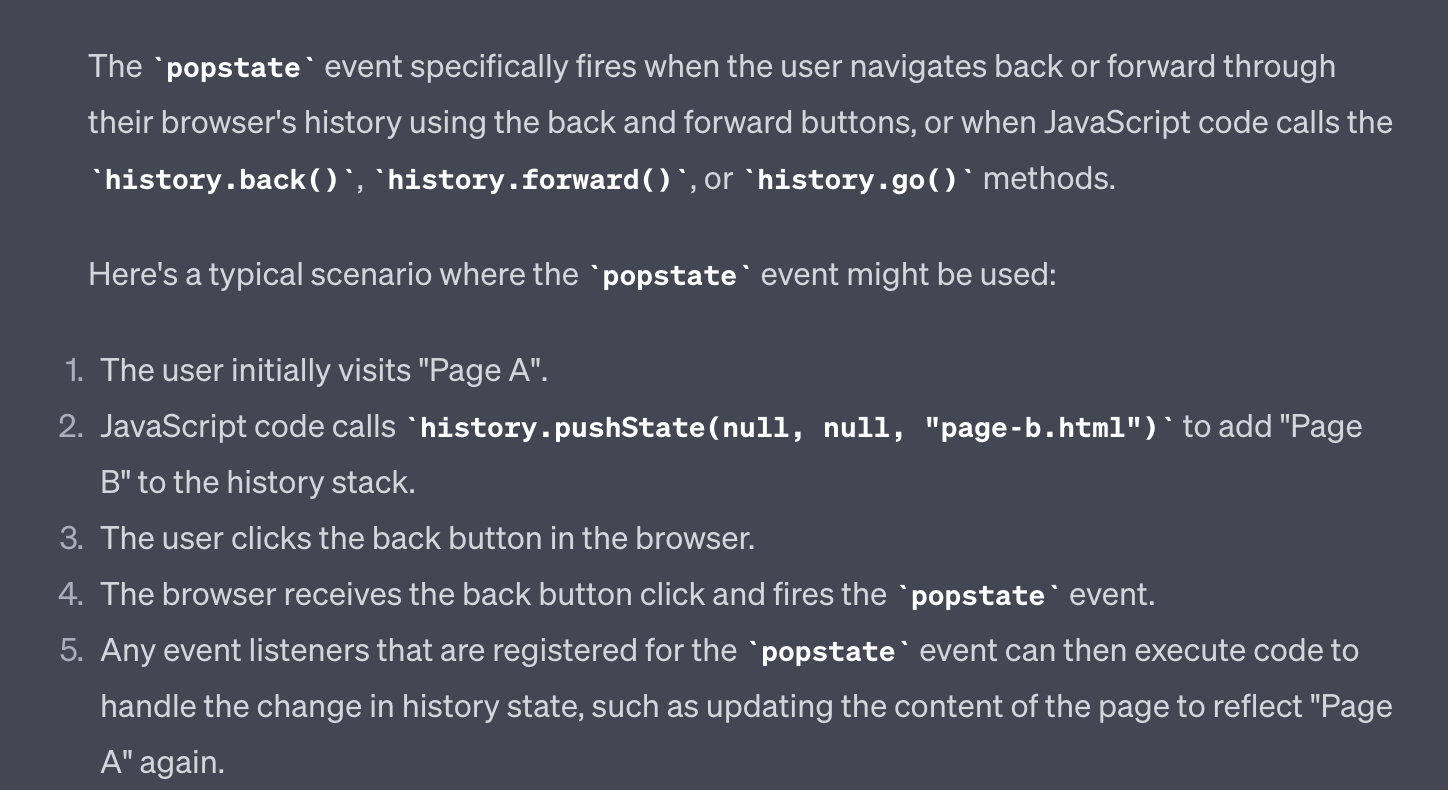 The `popstate` event specifically fires when the user navigates back or forward through
their browser's history using the back and forward buttons, or when JavaScript code calls the
`history.back()`, `history.forward()`, or `history.go()` methods.
Here's a typical scenario where the `popstate` event might be used:
1. The user initially visits "Page A".
2. JavaScript code calls `history.pushState(null, null, "page-b.html")` to add "Page
B" to the history stack.
3. The user clicks the back button in the browser.
4. The browser receives the back button click and fires the `popstate` event.
5. Any event listeners that are registered for the `popstate` event can then execute code to
handle the change in history state, such as updating the content of the page to reflect "Page
A" again.